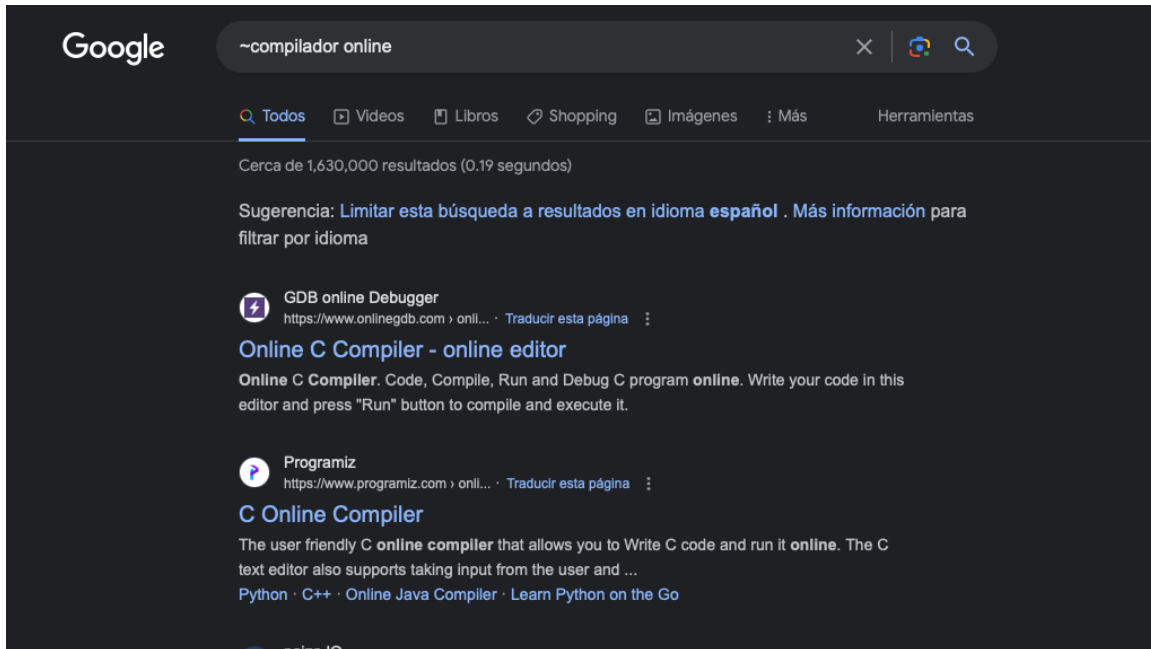 Google
~compilador online
Todos Videos Libros Shopping Imágenes Más Herramientas
Cerca de 1,630,000 resultados (0.19 segundos)
Sugerencia: Limitar esta búsqueda a resultados en idioma español . Más información para
filtrar por idioma
GDB online Debugger
https://www.onlinegdb.com › onli... · Traducir esta página
Online C Compiler - online editor
Online C Compiler. Code, Compile, Run and Debug C program online. Write your code in this
editor and press "Run" button to compile and execute it.
Programiz
https://www.programiz.com › onli... · Traducir esta página
C Online Compiler
The user friendly C online compiler that allows you to Write C code and run it online. The C
text editor also supports taking input from the user and ...
Python · C++ · Online Java Compiler · Learn Python on the Go